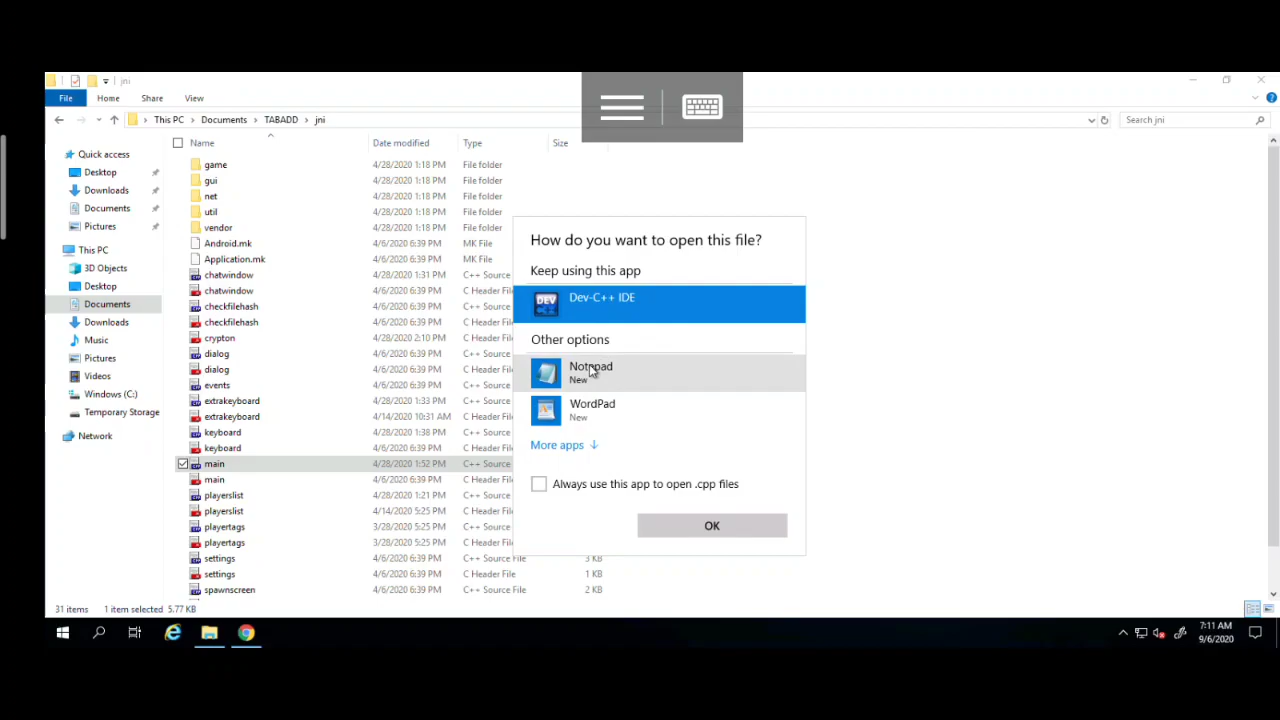 jni
File Home Share View
This PC Documents TABADD jni Search jni
Name Date modified Type Size
Quick access
Desktop
Downloads
Documents
Pictures
This PC
3D Objects
Desktop
Documents
Downloads
Music
Pictures
Videos
Windows (C:)
Temporary Storage
Network
game 4/28/2020 1:18 PM File folder
gui 4/28/2020 1:18 PM File folder
net 4/28/2020 1:18 PM File folder
util 4/28/2020 1:18 PM File folder
vendor 4/28/2020 1:18 PM File folder
Android.mk 4/6/2020 6:39 PM MK File
Application.mk 4/6/2020 6:39 PM MK File
chatwindow 4/28/2020 1:31 PM C++ Source
chatwindow 4/6/2020 6:39 PM C Header File
checkfilehash 4/6/2020 6:39 PM C++ Source
checkfilehash 4/6/2020 6:39 PM C Header File
crypton 4/28/2020 2:10 PM C Header File
dialog 4/6/2020 6:39 PM C++ Source
dialog 4/6/2020 6:39 PM C Header File
events 4/6/2020 6:39 PM C++ Source
extrakeyboard 4/28/2020 1:33 PM C++ Source
extrakeyboard 4/14/2020 10:31 AM C Header File
keyboard 4/28/2020 1:38 PM C++ Source
keyboard 4/6/2020 6:39 PM C Header File
main 4/28/2020 1:52 PM C++ Source
main 4/6/2020 6:39 PM C Header File
playerslist 4/28/2020 1:21 PM C++ Source
playerslist 4/14/2020 5:25 PM C Header File
playertags 3/28/2020 5:25 PM C++ Source
playertags 3/28/2020 5:25 PM C Header File
settings 4/6/2020 6:39 PM C++ Source File 3 KB
settings 4/6/2020 6:39 PM C Header File 1 KB
spawnscreen 4/6/2020 6:39 PM C++ Source File 2 KB
How do you want to open this file?
Keep using this app
DEV C++ Dev-C++ IDE
Other options
Notepad
New
WordPad
New
More apps
Always use this app to open .cpp files
OK
31 items 1 item selected 5.77 KB
7:11 AM
9/6/2020